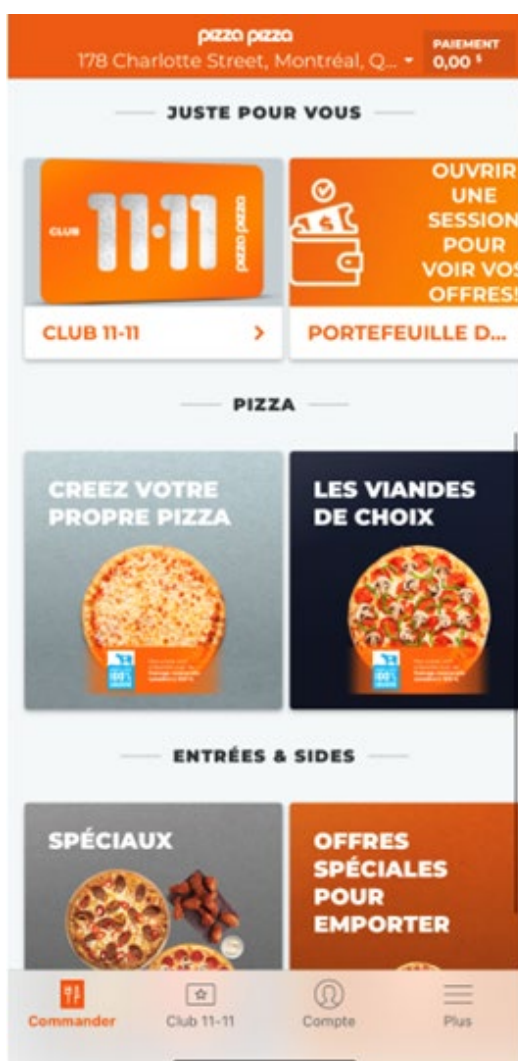 pizza pizza
178 Charlotte Street, Montréal, Q...
PAIEMENT
0,00 $
JUSTE POUR VOUS
CLUB
11-11
pizza pizza
OUVRIR
UNE
SESSION
POUR
VOIR VOS
OFFRES!
CLUB 11-11
PORTEFEUILLE D...
PIZZA
CREEZ VOTRE
PROPRE PIZZA
100%
LES VIANDES
DE CHOIX
100%
ENTRÉES & SIDES
SPÉCIAUX
OFFRES
SPÉCIALES
POUR
EMPORTER
Commander
Club 11-11
Compte
Plus